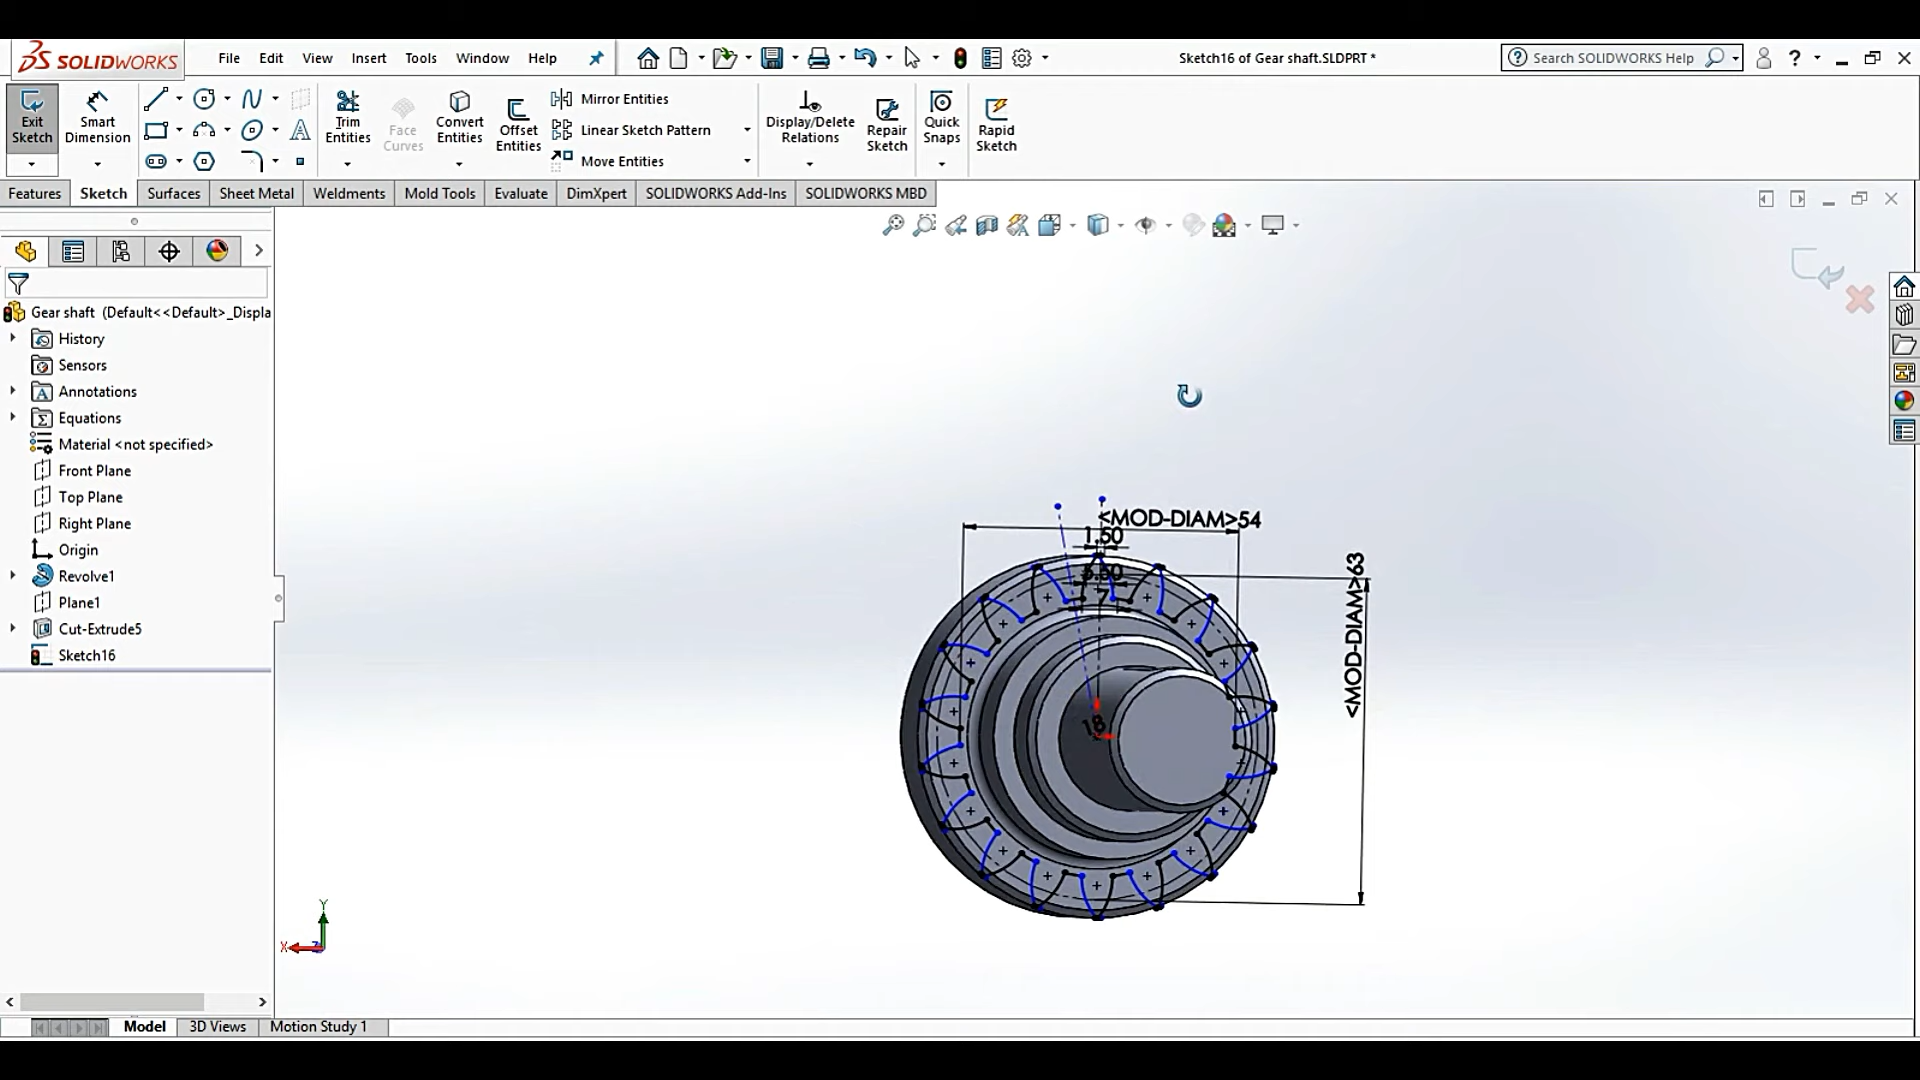 SOLIDWORKS File Edit View Insert Tools Window Help Sketch16 of Gear shaft.SLDPRT * Search SOLIDWORKS Help
Exit Sketch
Smart Dimension
Trim Entities
Face Curves
Convert Entities
Offset Entities
Mirror Entities
Linear Sketch Pattern
Move Entities
Display/Delete Relations
Repair Sketch
Quick Snaps
Rapid Sketch
Features Sketch Surfaces Sheet Metal Weldments Mold Tools Evaluate DimXpert SOLIDWORKS Add-Ins SOLIDWORKS MBD
Gear shaft (Default<<Default>_Displa
History
Sensors
Annotations
Equations
Material <not specified>
Front Plane
Top Plane
Right Plane
Origin
Revolve1
Plane1
Cut-Extrude5
Sketch16
<MOD-DIAM>54
1.50
7
<MOD-DIAM>63
18
Y
X
Z
Model 3D Views Motion Study 1